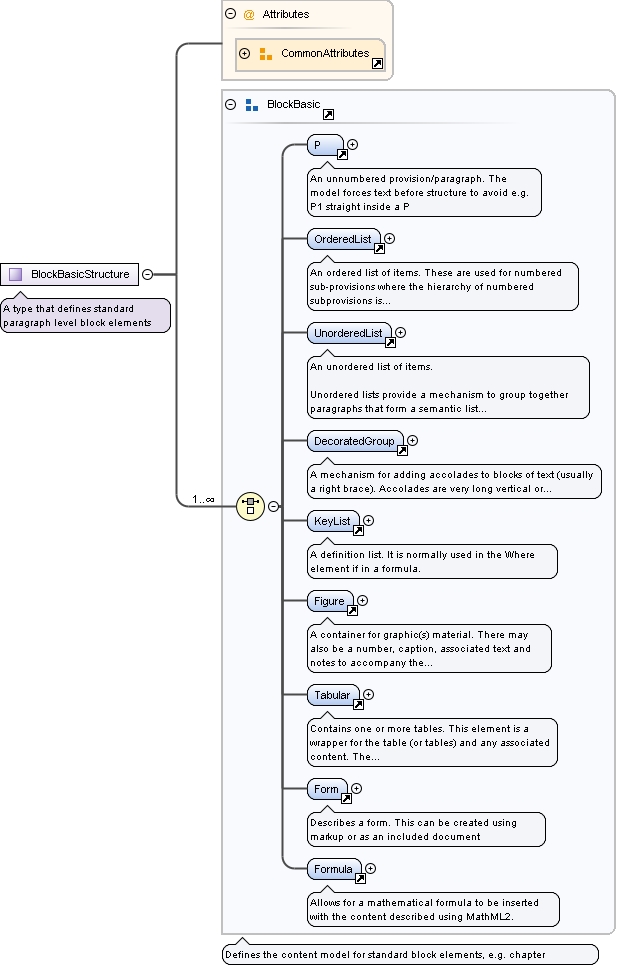 @ Attributes
CommonAttributes
BlockBasic
P
An unnumbered provision/paragraph. The
model forces text before structure to avoid e.g.
P1 straight inside a P
OrderedList
An ordered list of items. These are used for numbered
sub-provisions where the hierarchy of numbered
subprovisions is...
BlockBasicStructure
A type that defines standard
paragraph level block elements
UnorderedList
An unordered list of items.
Unordered lists provide a mechanism to group together
paragraphs that form a semantic list...
DecoratedGroup
A mechanism for adding accolades to blocks of text (usually
a right brace). Accolades are very long vertical or...
1..∞
KeyList
A definition list. It is normally used in the Where
element if in a formula.
Figure
A container for graphic(s) material. There may
also be a number, caption, associated text and
notes to accompany the...
Tabular
Contains one or more tables. This element is a
wrapper for the table (or tables) and any associated
content. The...
Form
Describes a form. This can be created using
markup or as an included document
Formula
Allows for a mathematical formula to be inserted
with the content described using MathML2.
Defines the content model for standard block elements, e.g. chapter